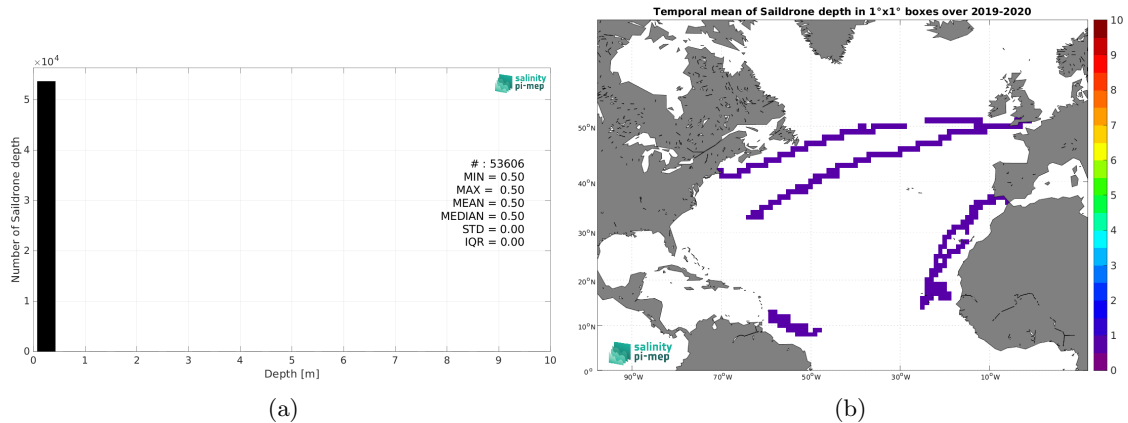 ×10⁴
5
4
3
2
1
0
Number of Saildrone depth
0 1 2 3 4 5 6 7 8 9 10
Depth [m]
salinity
pi-mep
# : 53606
MIN = 0.50
MAX = 0.50
MEAN = 0.50
MEDIAN = 0.50
STD = 0.00
IQR = 0.00
(a)
Temporal mean of Saildrone depth in 1°x1° boxes over 2019-2020
50°N
40°N
30°N
20°N
10°N
0°N
90°W 70°W 50°W 30°W 10°W
salinity
pi-mep
10
9
8
7
6
5
4
3
2
1
0
(b)